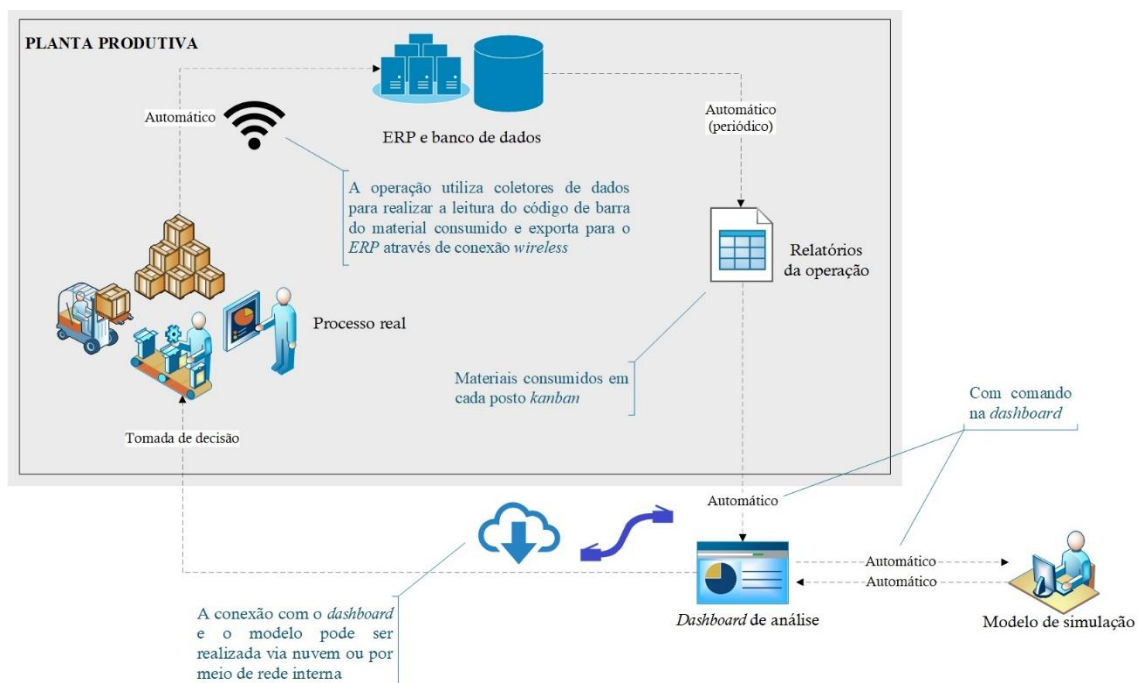 PLANTA PRODUTIVA
Automático
ERP e banco de dados
Automático
(periódico)
A operação utiliza coletores de dados
para realizar a leitura do código de barra
do material consumido e exporta para o
ERP através de conexão wireless
Relatórios
da operação
Processo real
Materiais consumidos em
cada posto kanban
Com comando
na dashboard
Tomada de decisão
Automático
Automático
Automático
Dashboard de análise
Modelo de simulação
A conexão com o dashboard
e o modelo pode ser
realizada via nuvem ou por
meio de rede interna